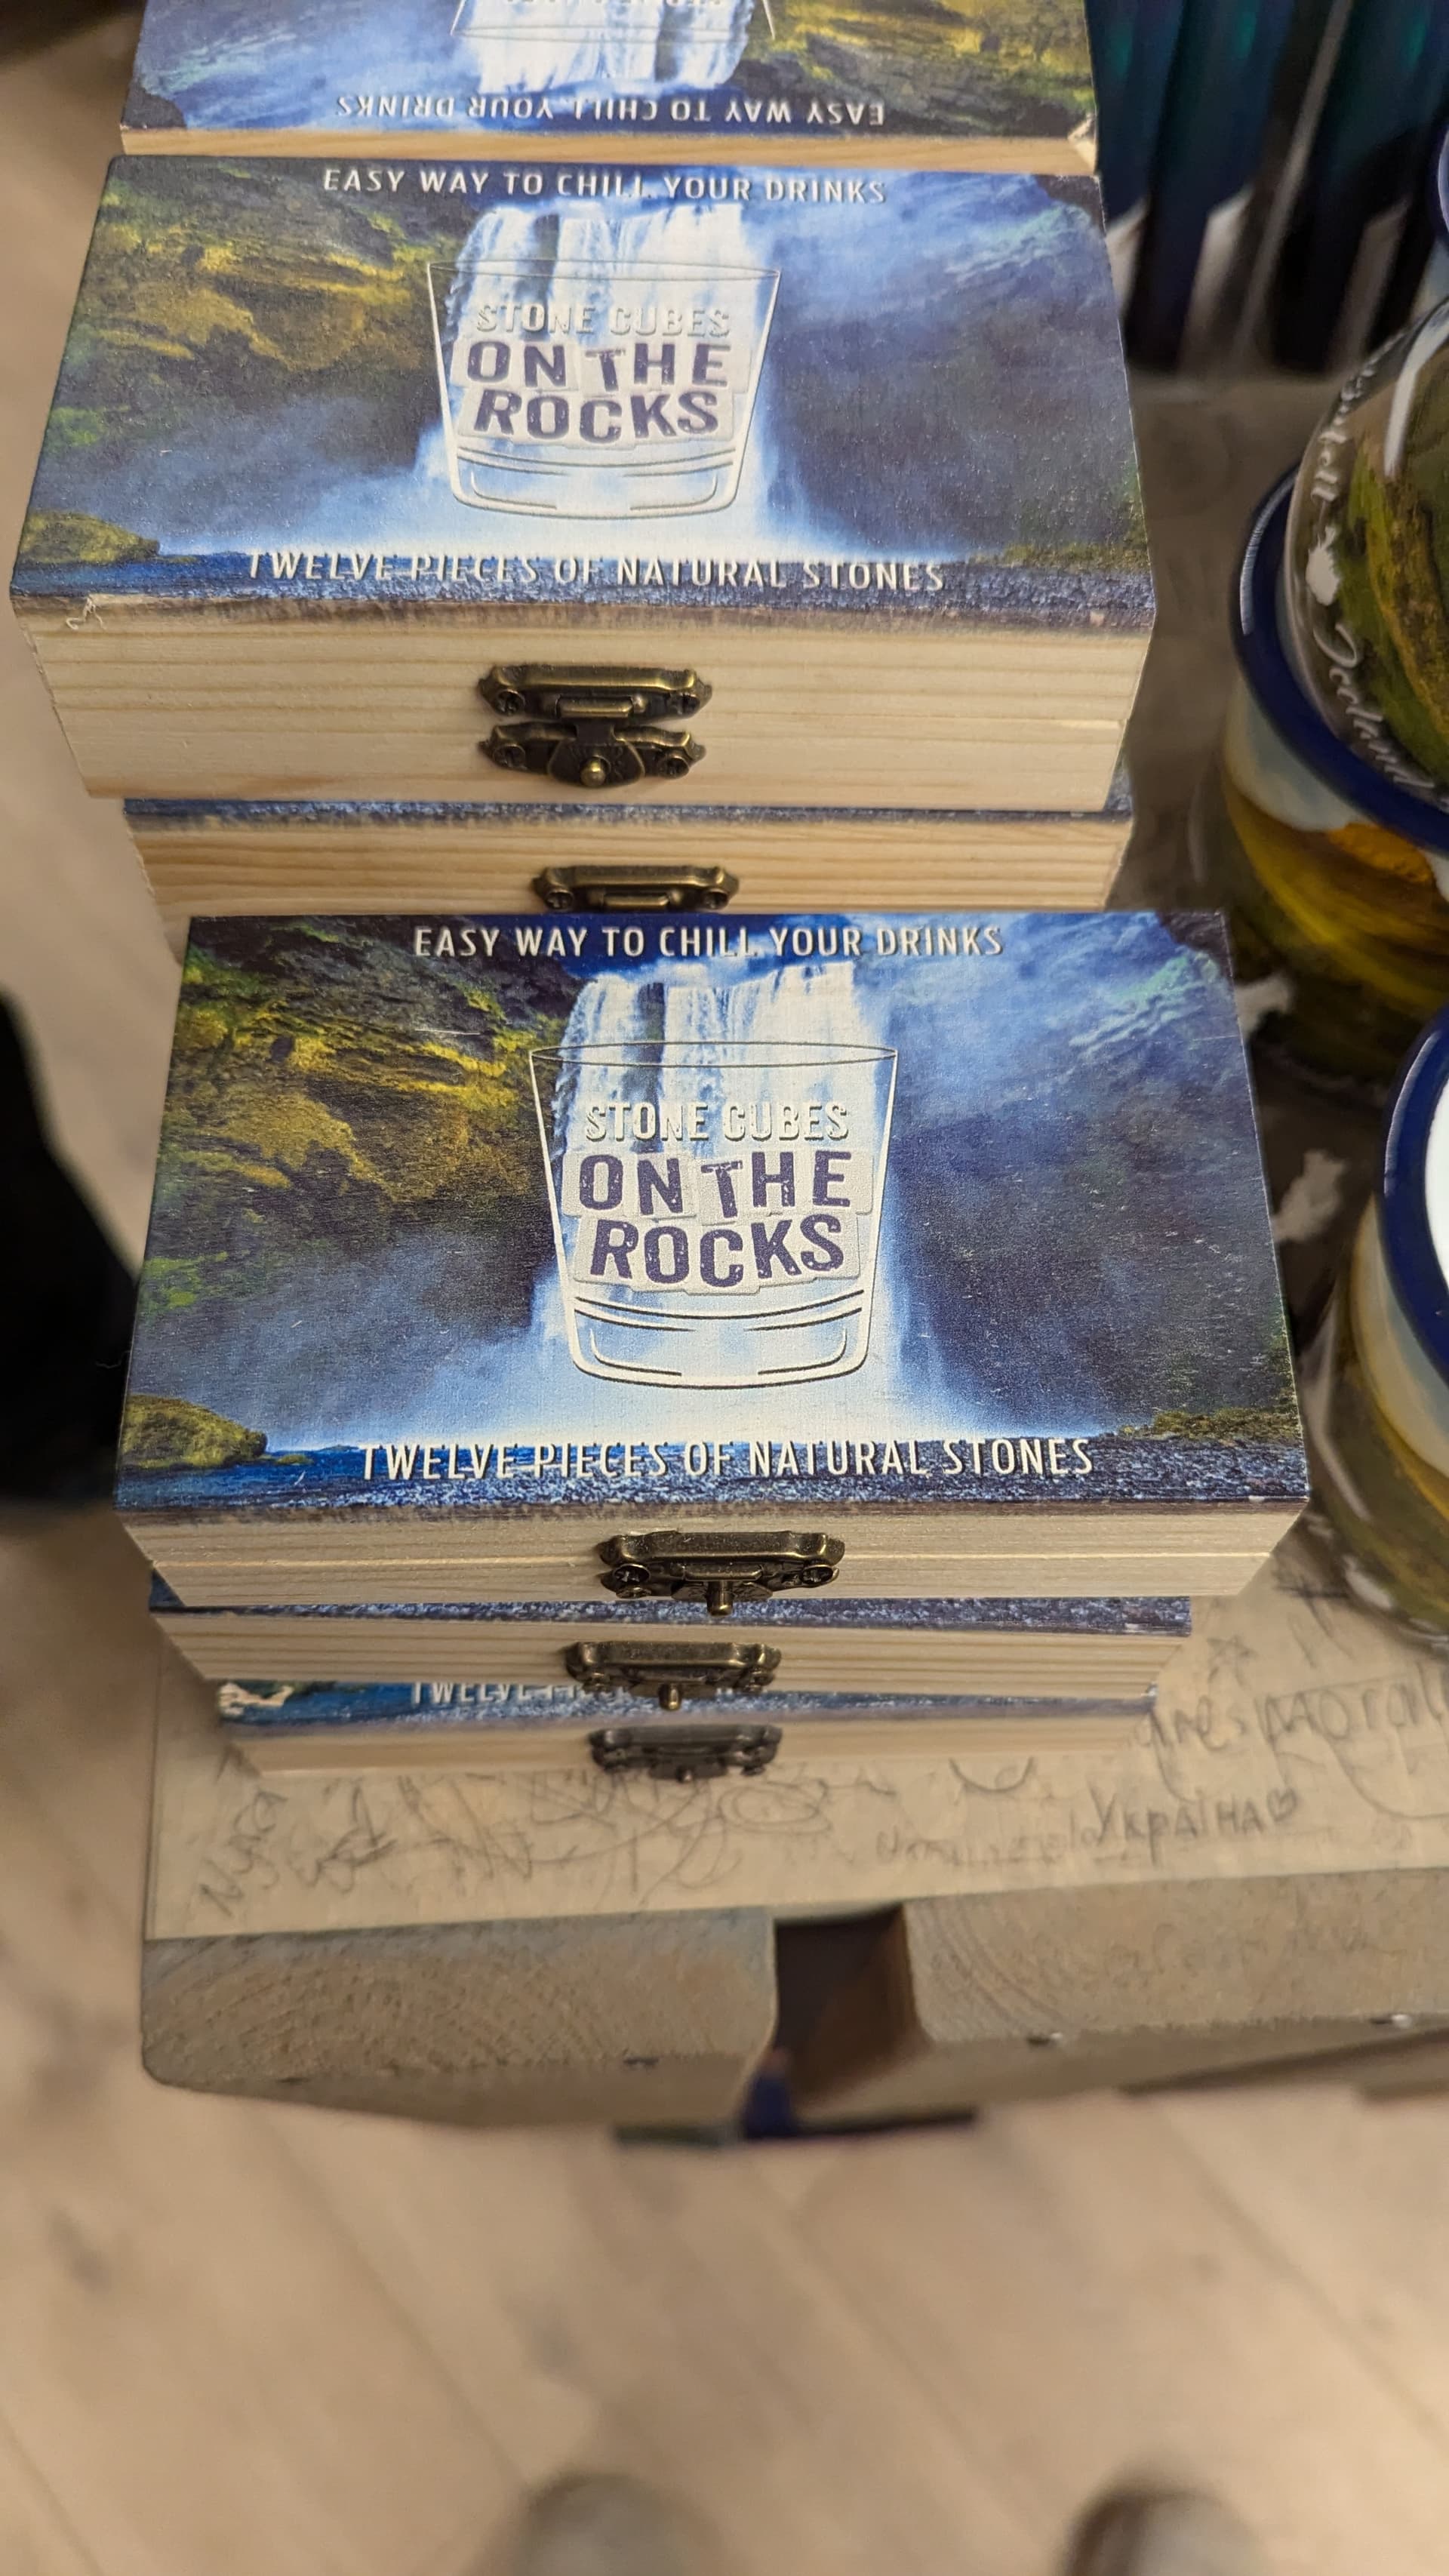 EASY WAY TO CHILL YOUR DRINKS
EASY WAY TO CHILL YOUR DRINKS
STONE CUBES
ON THE
ROCKS
TWELVE PIECES OF NATURAL STONES
EASY WAY TO CHILL YOUR DRINKS
STONE CUBES
ON THE
ROCKS
TWELVE PIECES OF NATURAL STONES
TWELVE
Україна
Iceland